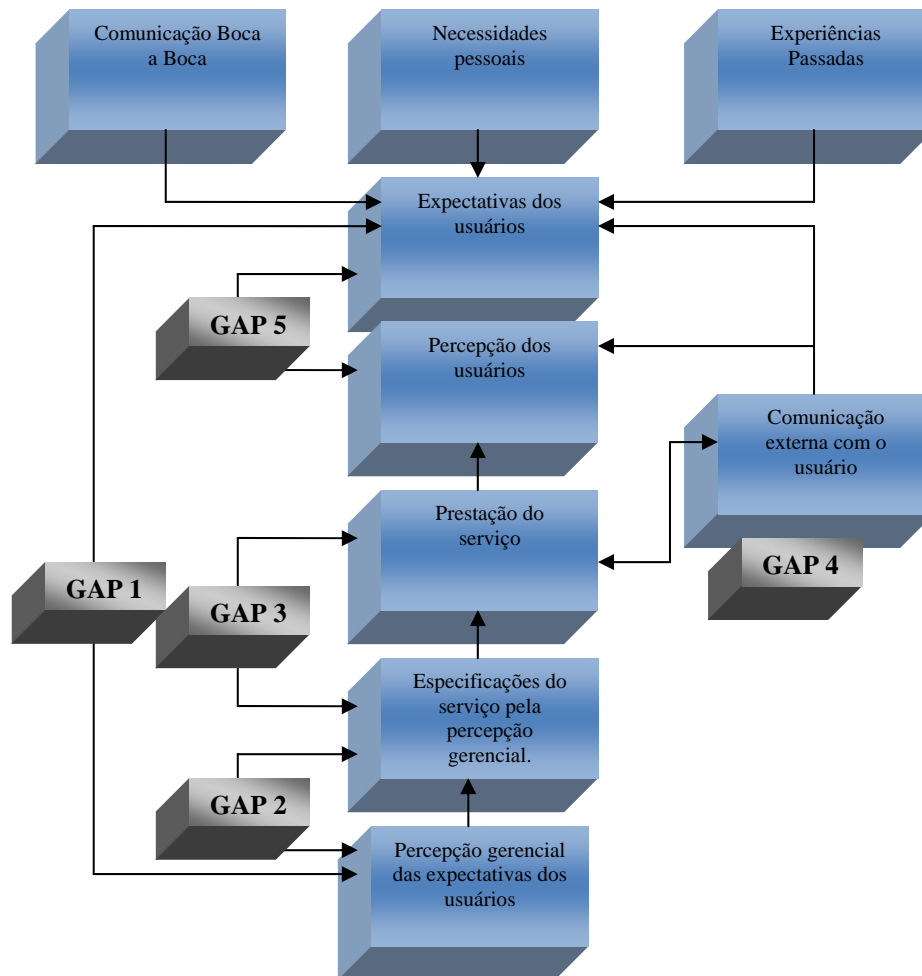 Comunicação Boca
a Boca
Necessidades
pessoais
Experiências
Passadas
Expectativas dos
usuários
GAP 5
Percepção dos
usuários
Comunicação
externa com o
usuário
Prestação do
serviço
GAP 4
GAP 1
GAP 3
Especificações do
serviço pela
percepção
gerencial.
GAP 2
Percepção gerencial
das expectativas dos
usuários